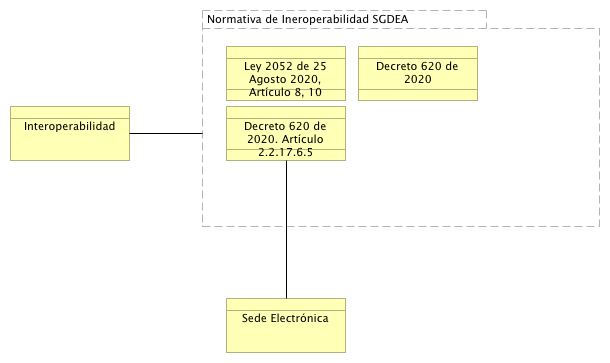 Normativa de Ineroperabilidad SGDEA
Ley 2052 de 25
Agosto 2020,
Artículo 8, 10
Decreto 620 de
2020
Interoperabilidad
Decreto 620 de
2020. Artículo
2.2.17.6.5
Sede Electrónica